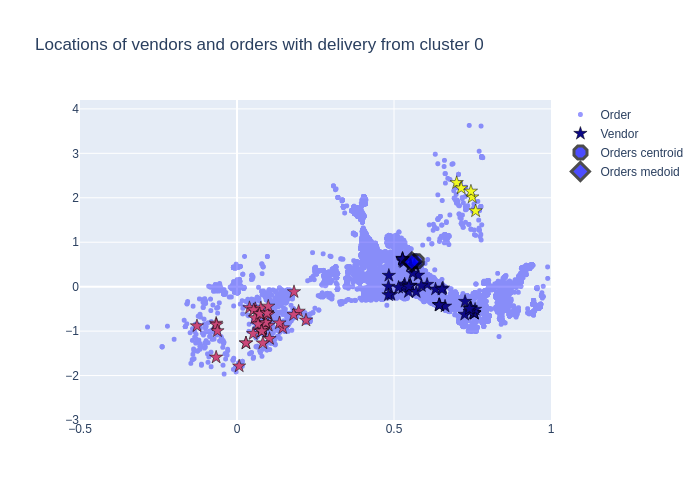 Locations of vendors and orders with delivery from cluster 0
4
3
2
1
0
−1
−2
−3
−0.5
0
0.5
1
Order
Vendor
Orders centroid
Orders medoid